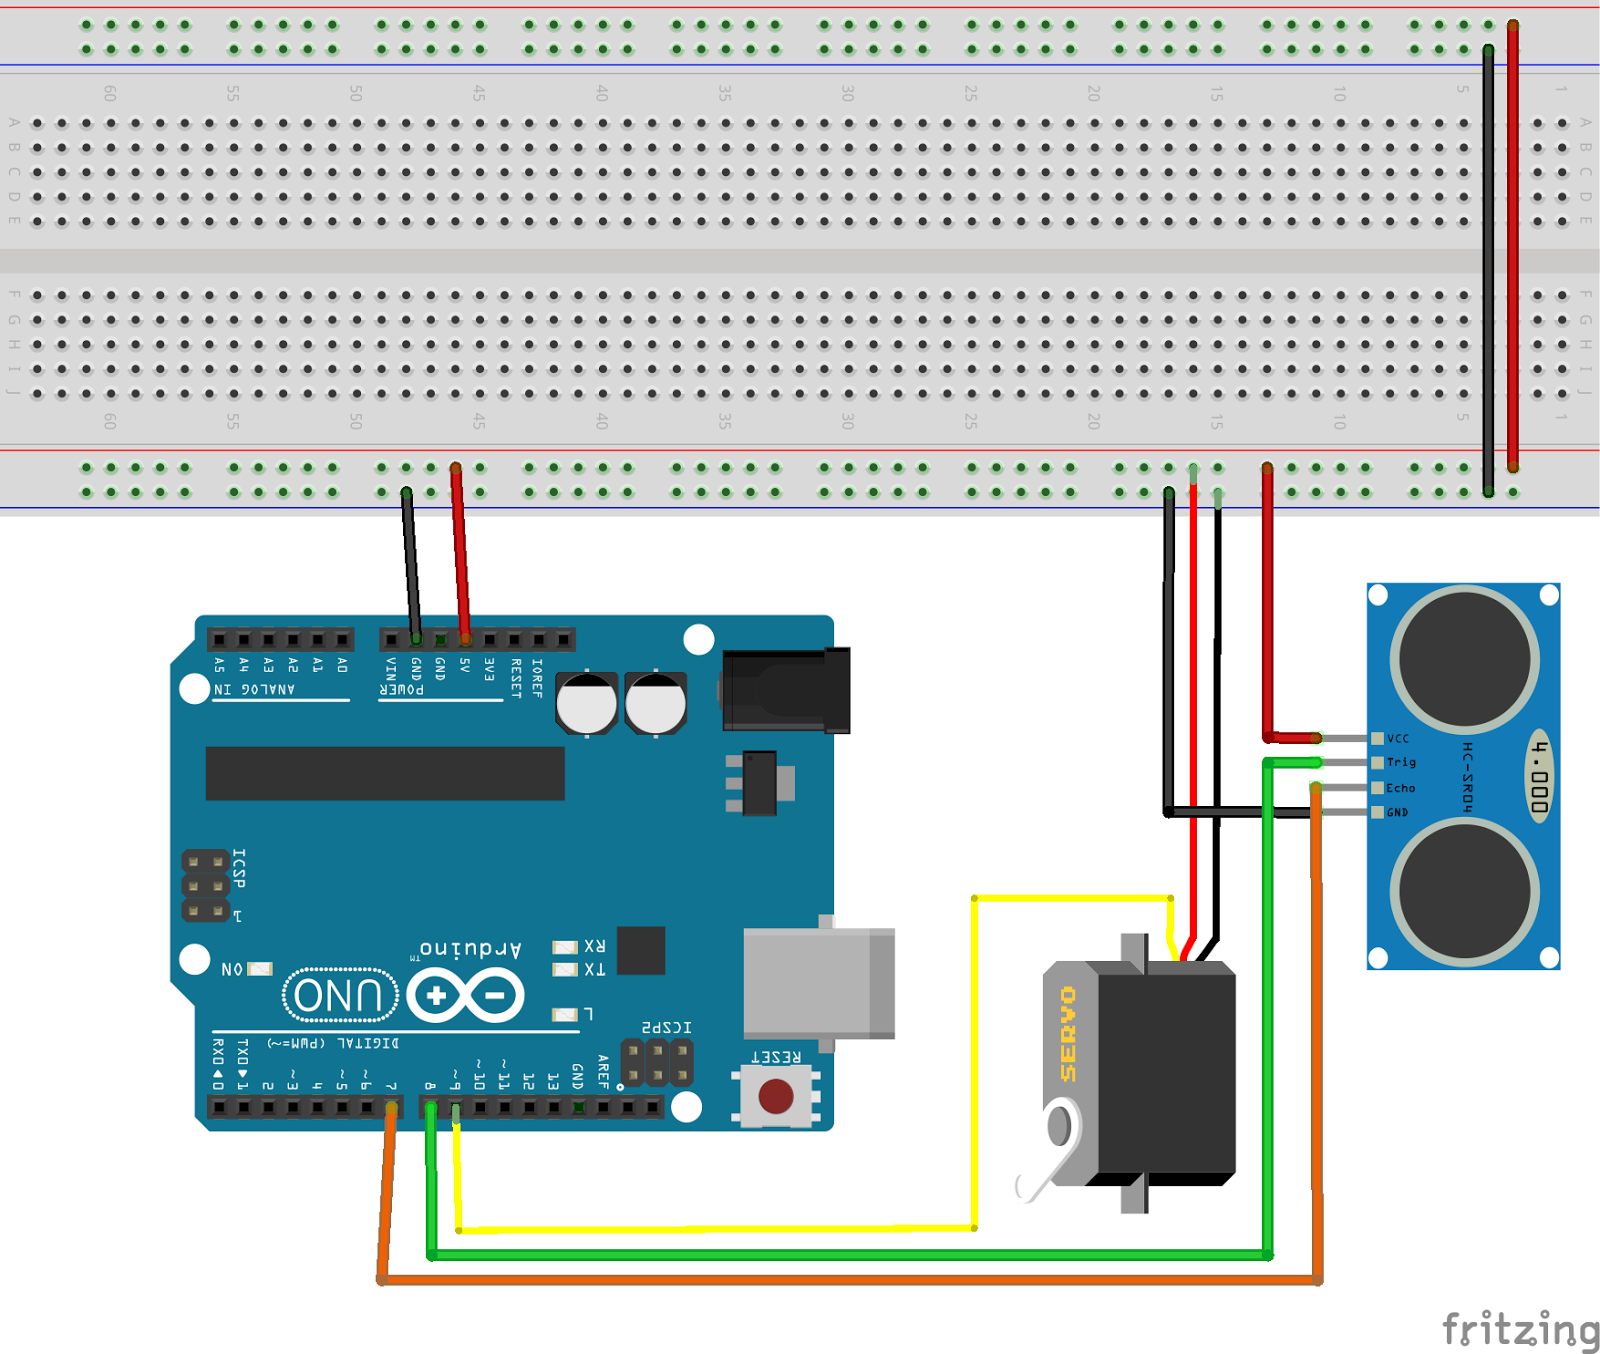 60 55 50 45 40 35 30 25 20 15 10 5 1
A A
B B
C C
D D
E E
F F
G G
H H
I I
J J
60 55 50 45 40 35 30 25 20 15 10 5 1
A5 A4 A3 A2 A1 A0 VIN GND GND 5V 3V3 RESET IOREF
ANALOG IN POWER
VCC
Trig
Echo
GND
HC-SR04
4.000
ICSP
1
Arduino™
RX
TX
ON
UNO
L
SERVO
ICSP2
DIGITAL (PWM=~)
RESET
RX0 ◀ 0 TX0 ▶ 1 2 ~3 4 ~5 ~6 7 8 ~9 ~10 ~11 12 13 GND AREF
fritzing